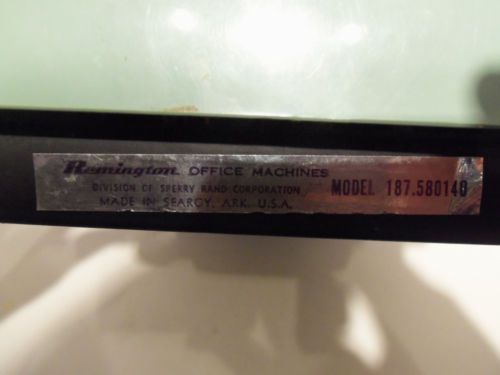 Remington OFFICE MACHINES
DIVISION OF SPERRY RAND CORPORATION MODEL 187.580140
MADE IN SEARCY, ARK. U.S.A.